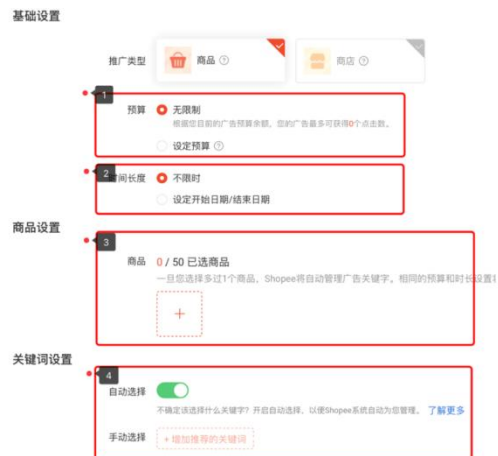 基础设置
推广类型 商品 ? 商店 ?
1
预算 无限制
根据您目前的广告预算余额，您的广告最多可获得0个点击数。
设定预算 ?
2
时间长度 不限时
设定开始日期/结束日期
商品设置
3
商品 0 / 50 已选商品
一旦您选择多过1个商品，Shopee将自动管理广告关键字。相同的预算和时长设置
+
关键词设置
4
自动选择
不确定该选择什么关键字？开启自动选择，以便Shopee系统自动为您管理。 了解更多
手动选择 + 增加推荐的关键词